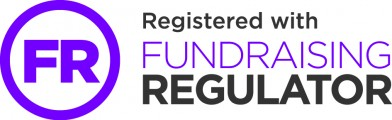 FR
Registered with
FUNDRAISING
REGULATOR